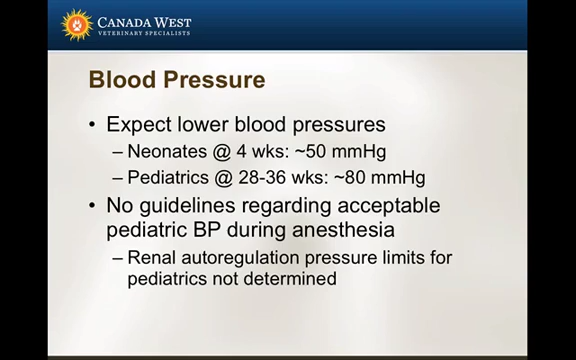 CANADA WEST
VETERINARY SPECIALISTS
Blood Pressure
• Expect lower blood pressures
– Neonates @ 4 wks: ~50 mmHg
– Pediatrics @ 28-36 wks: ~80 mmHg
• No guidelines regarding acceptable
pediatric BP during anesthesia
– Renal autoregulation pressure limits for
pediatrics not determined